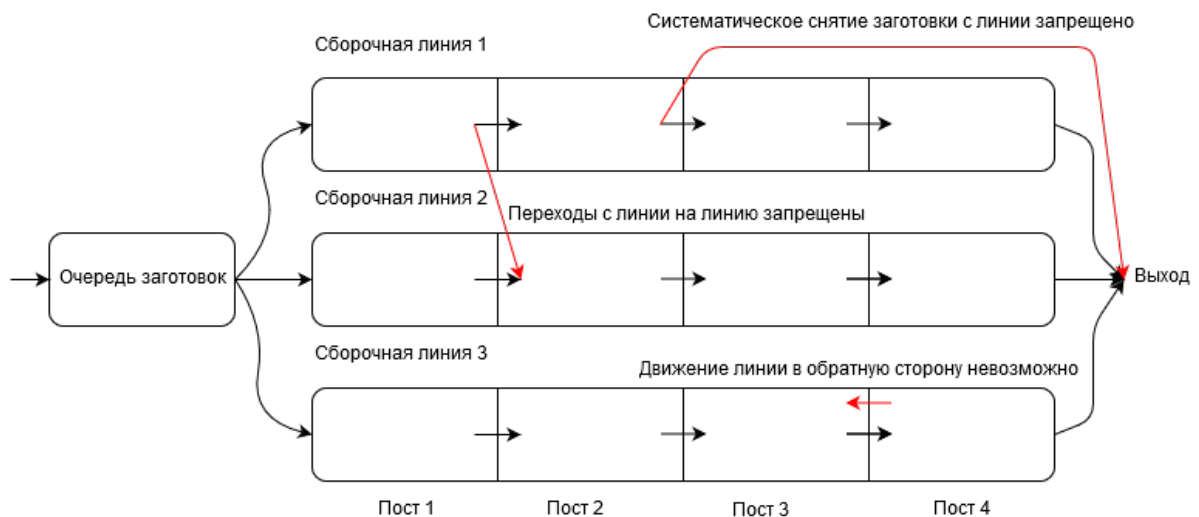 Систематическое снятие заготовки с линии запрещено
Сборочная линия 1
Сборочная линия 2
Переходы с линии на линию запрещены
Очередь заготовок
Выход
Сборочная линия 3
Движение линии в обратную сторону невозможно
Пост 1
Пост 2
Пост 3
Пост 4